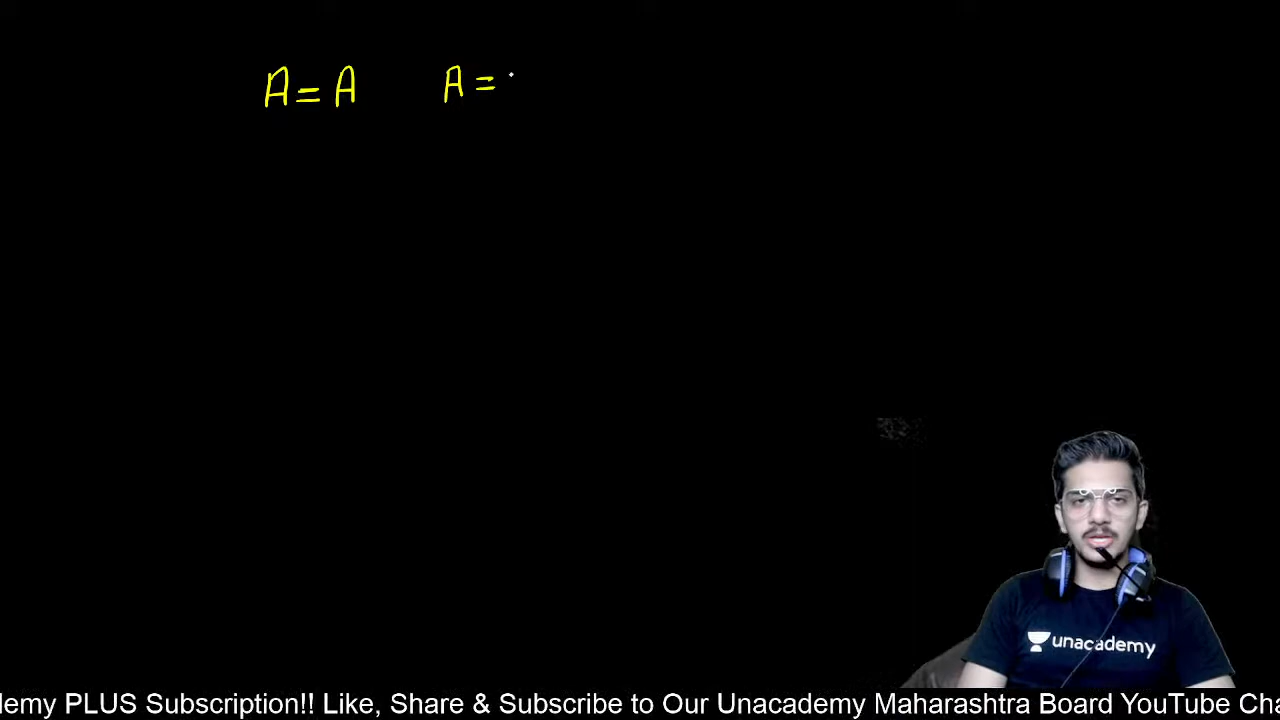 A = A A =
unacademy
demy PLUS Subscription!! Like, Share & Subscribe to Our Unacademy Maharashtra Board YouTube Cha